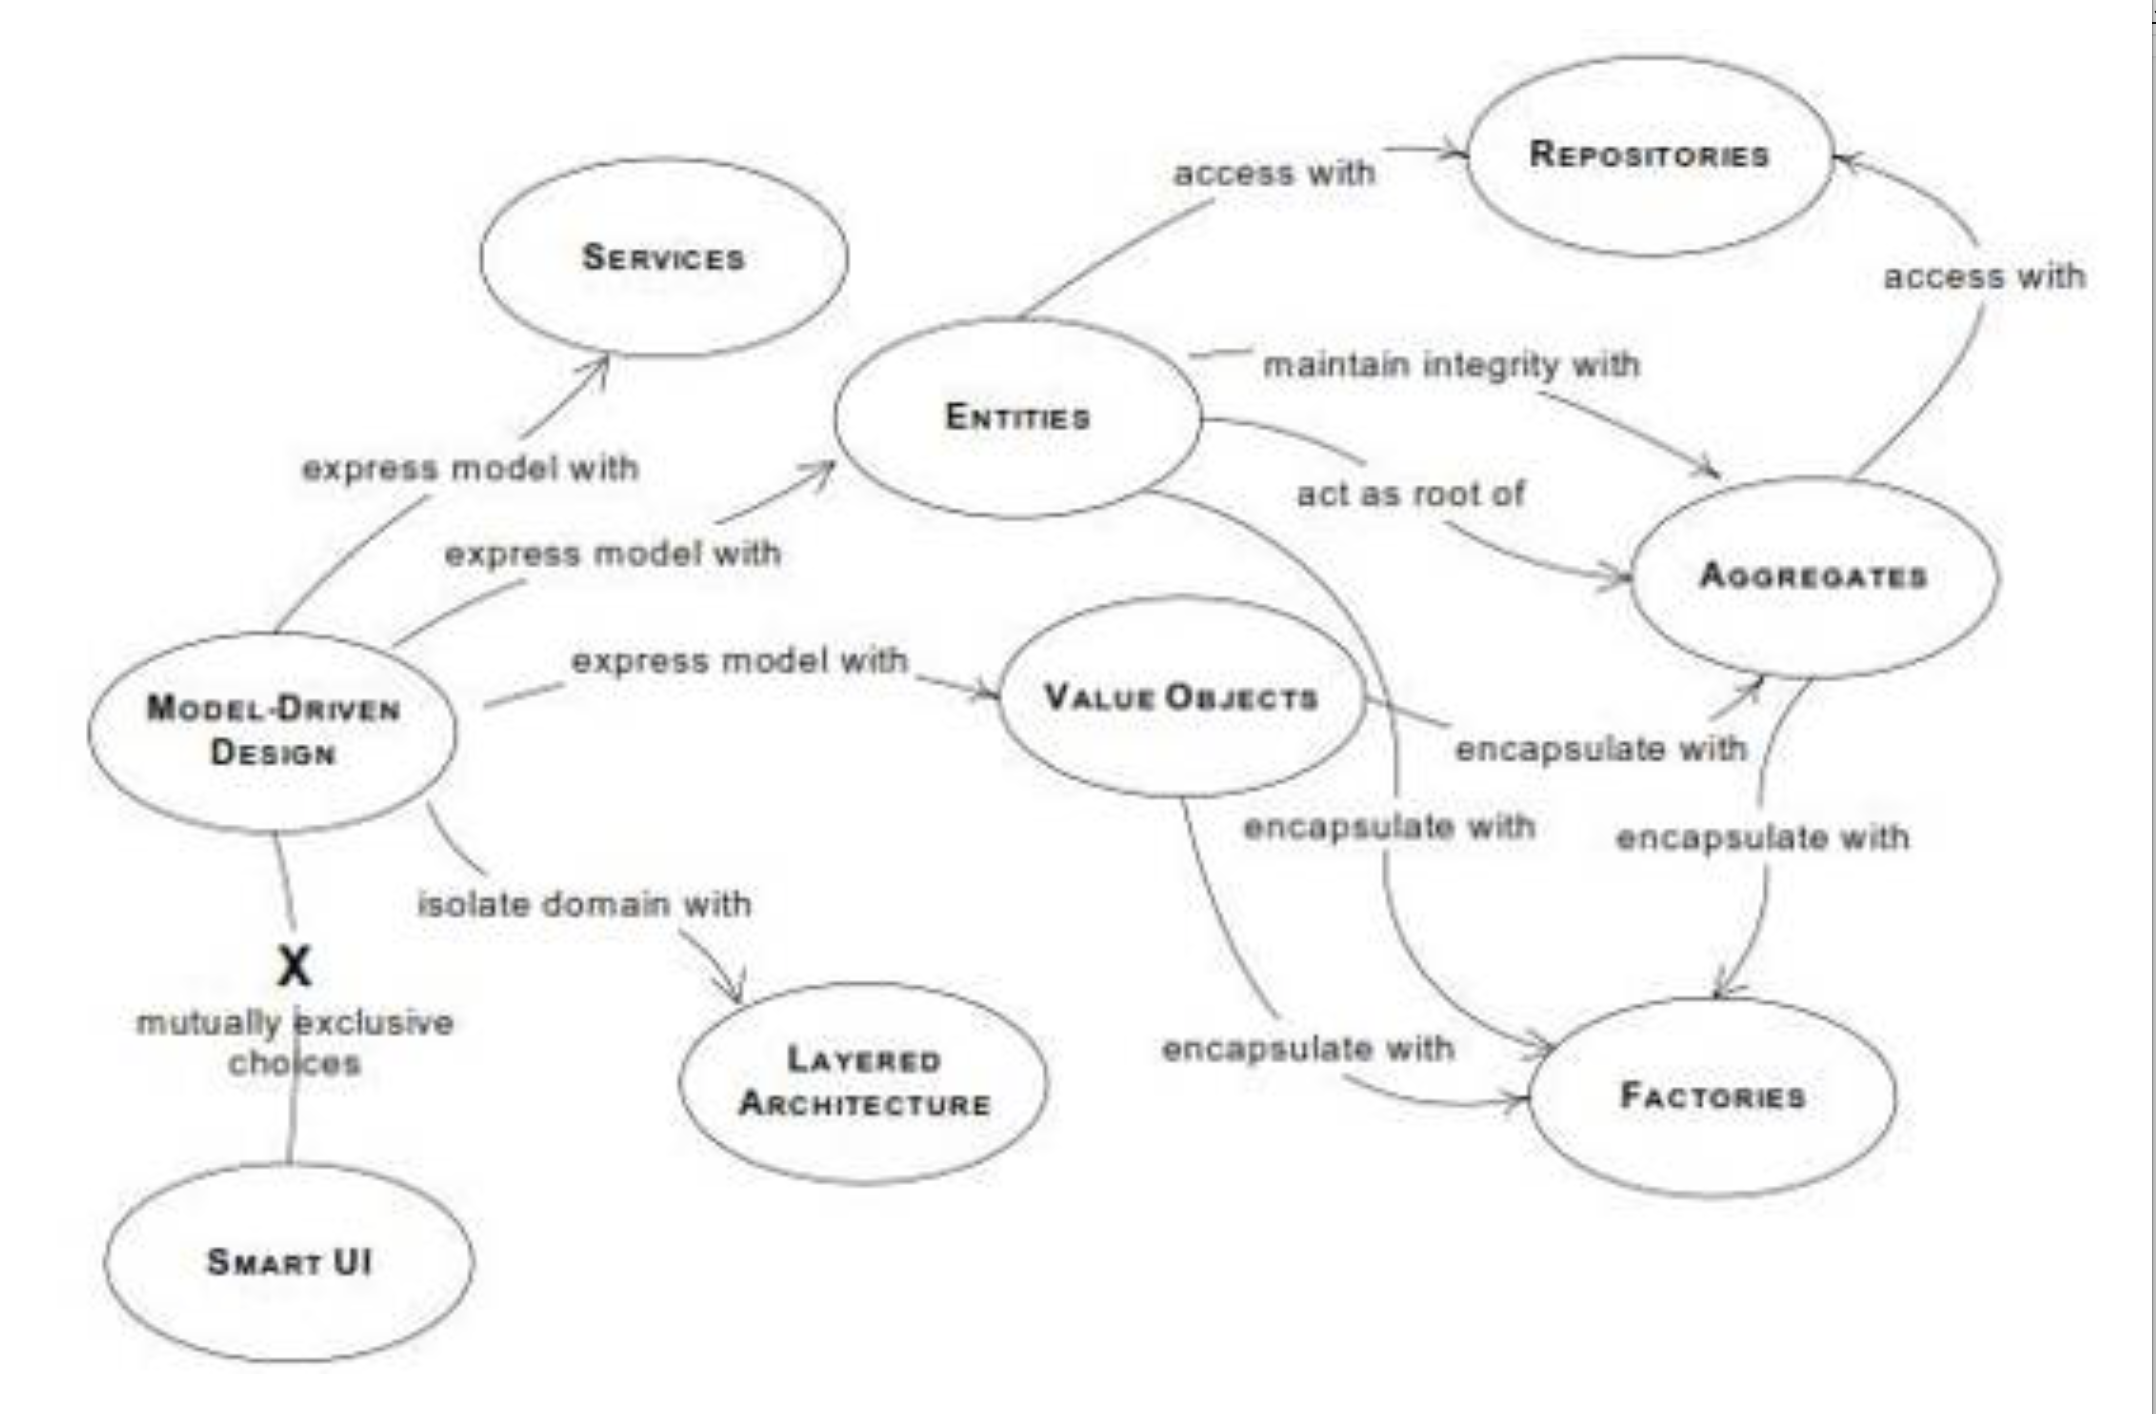 REPOSITORIES
access with
SERVICES
access with
maintain integrity with
ENTITIES
express model with
act as root of
express model with
AGGREGATES
express model with
VALUE OBJECTS
MODEL-DRIVEN
DESIGN
encapsulate with
encapsulate with
encapsulate with
isolate domain with
X
mutually exclusive
choices
encapsulate with
LAYERED
ARCHITECTURE
FACTORIES
SMART UI